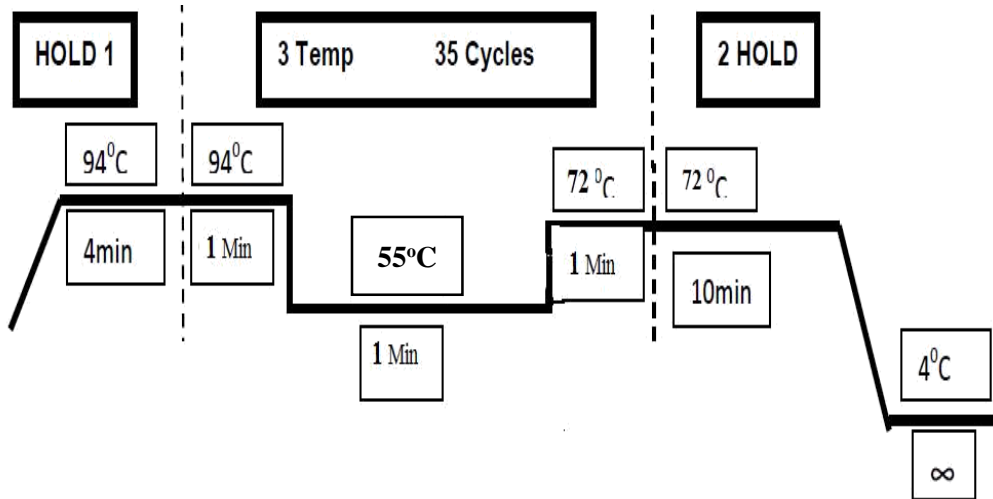 HOLD 1
3 Temp 35 Cycles
2 HOLD
94⁰C
94⁰C
72 ⁰C
72 ⁰C
4min
1 Min
55ºC
1 Min
10min
1 Min
4⁰C
∞